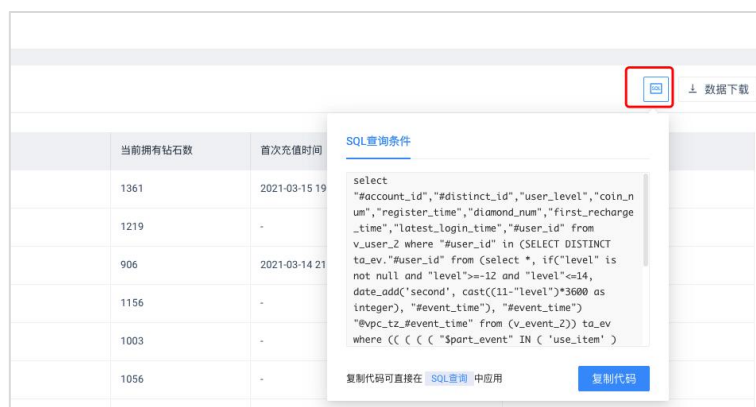 SQL
数据下载
当前拥有钻石数
首次充值时间
1361
2021-03-15 19
1219
-
906
2021-03-14 21
1156
-
1003
-
1056
-
SQL查询条件
select
"#account_id","#distinct_id","user_level","coin_n
um","register_time","diamond_num","first_recharge
_time","latest_login_time","#user_id" from
v_user_2 where "#user_id" in (SELECT DISTINCT
ta_ev."#user_id" from (select *, if("level" is
not null and "level">=-12 and "level"<=14,
date_add('second', cast((11-"level")*3600 as
integer), "#event_time"), "#event_time")
"@vpc_tz_#event_time" from (v_event_2)) ta_ev
where (( ( ( ( "$part_event" IN ( 'use_item' )
复制代码可直接在 SQL查询 中应用
复制代码